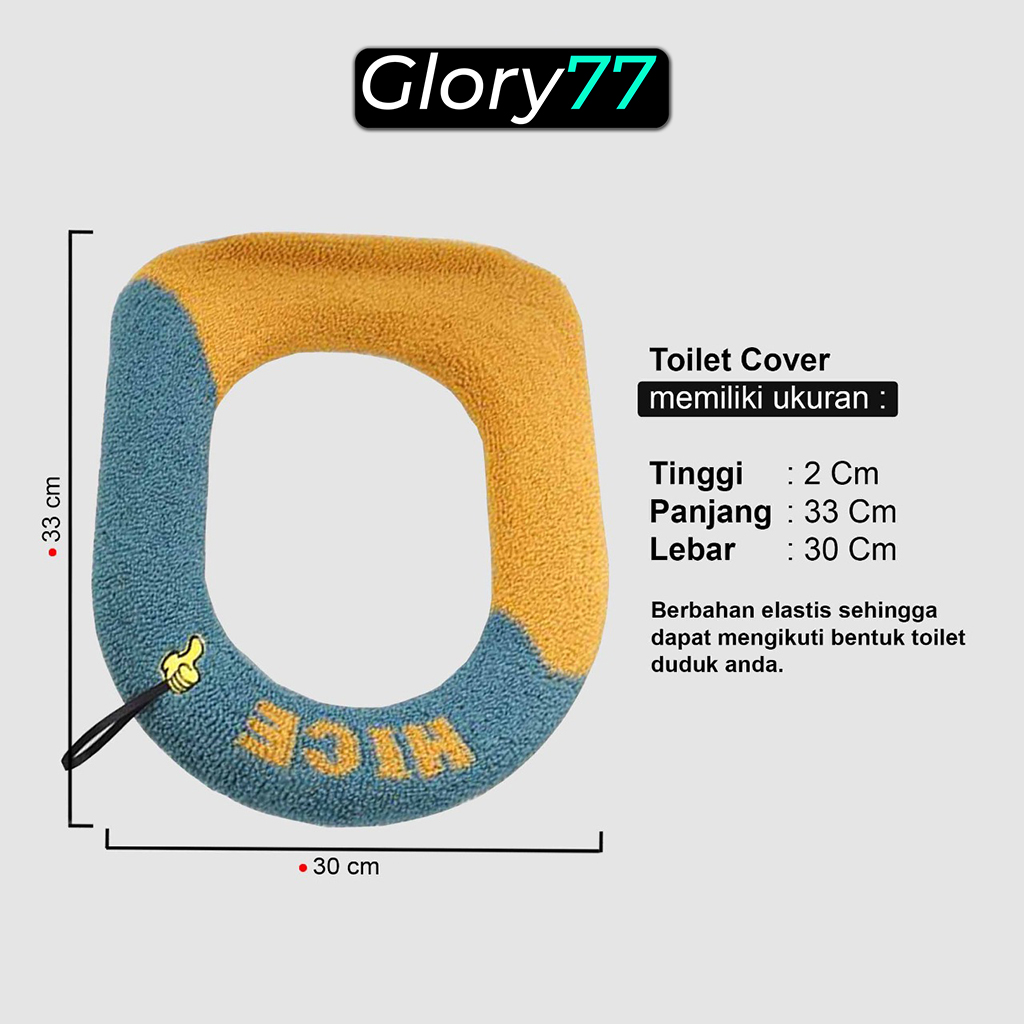 Glory77
Toilet Cover
memiliki ukuran :
Tinggi : 2 Cm
Panjang : 33 Cm
Lebar : 30 Cm
Berbahan elastis sehingga
dapat mengikuti bentuk toilet
duduk anda.
33 cm
30 cm
HICE